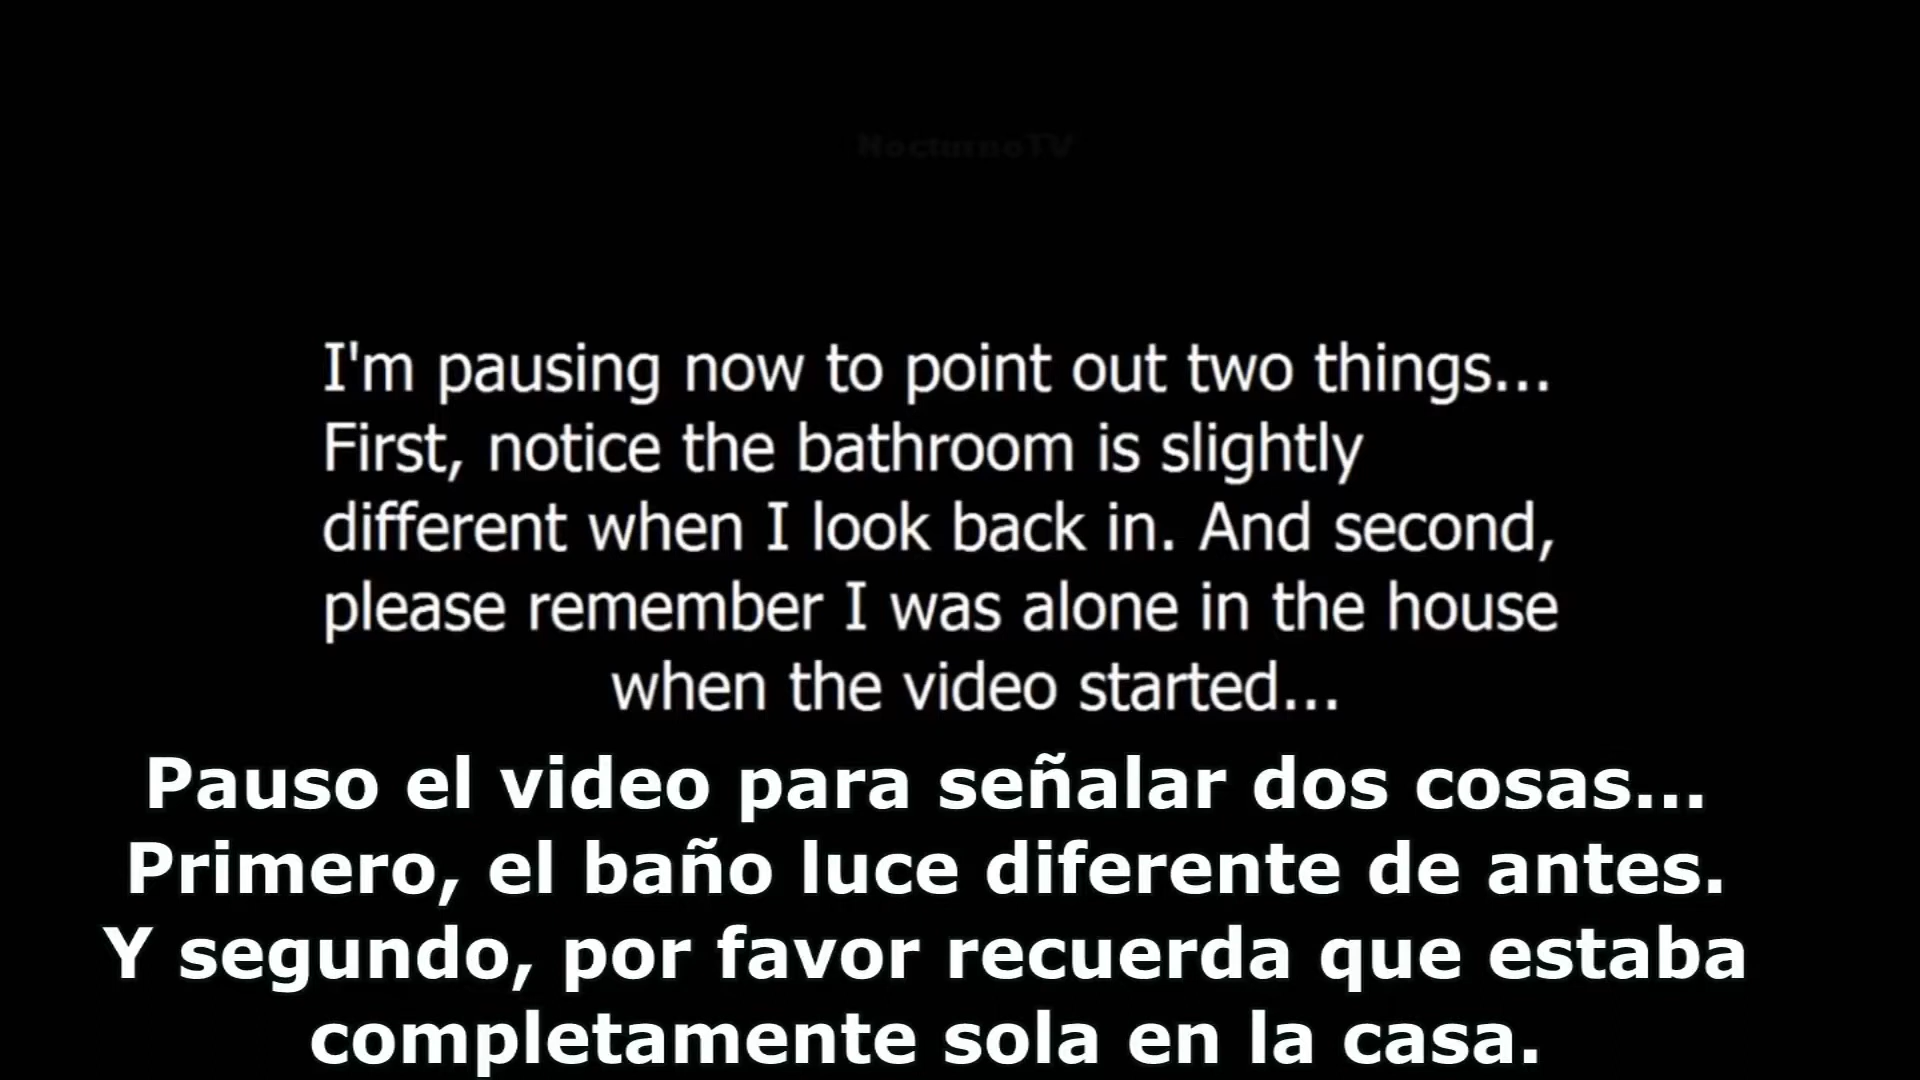 NocturnoTV
I'm pausing now to point out two things...
First, notice the bathroom is slightly
different when I look back in. And second,
please remember I was alone in the house
when the video started...
Pauso el video para señalar dos cosas...
Primero, el baño luce diferente de antes.
Y segundo, por favor recuerda que estaba
completamente sola en la casa.